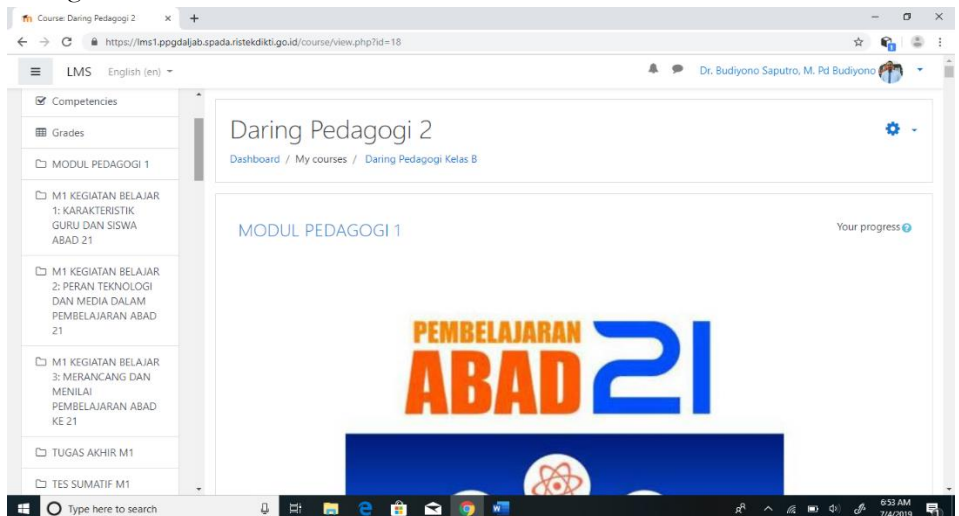 Course: Daring Pedagogi 2
https://lms1.ppgdaljab.spada.ristekdikti.go.id/course/view.php?id=18
LMS English (en)
Dr. Budiyono Saputro, M. Pd Budiyono
Competencies
Grades
MODUL PEDAGOGI 1
M1 KEGIATAN BELAJAR
1: KARAKTERISTIK
GURU DAN SISWA
ABAD 21
M1 KEGIATAN BELAJAR
2: PERAN TEKNOLOGI
DAN MEDIA DALAM
PEMBELAJARAN ABAD
21
M1 KEGIATAN BELAJAR
3: MERANCANG DAN
MENILAI
PEMBELAJARAN ABAD
KE 21
TUGAS AKHIR M1
TES SUMATIF M1
Daring Pedagogi 2
Dashboard / My courses / Daring Pedagogi Kelas B
MODUL PEDAGOGI 1
Your progress
PEMBELAJARAN
ABAD 21
Type here to search
6:53 AM
7/4/2019